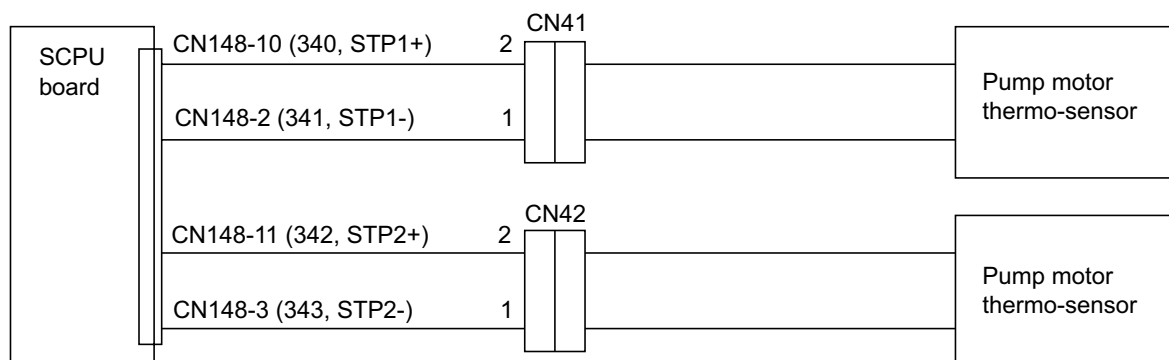 CN41
SCPU
board
CN148-10 (340, STP1+) 2
Pump motor
thermo-sensor
CN148-2 (341, STP1-) 1
CN42
CN148-11 (342, STP2+) 2
Pump motor
thermo-sensor
CN148-3 (343, STP2-) 1